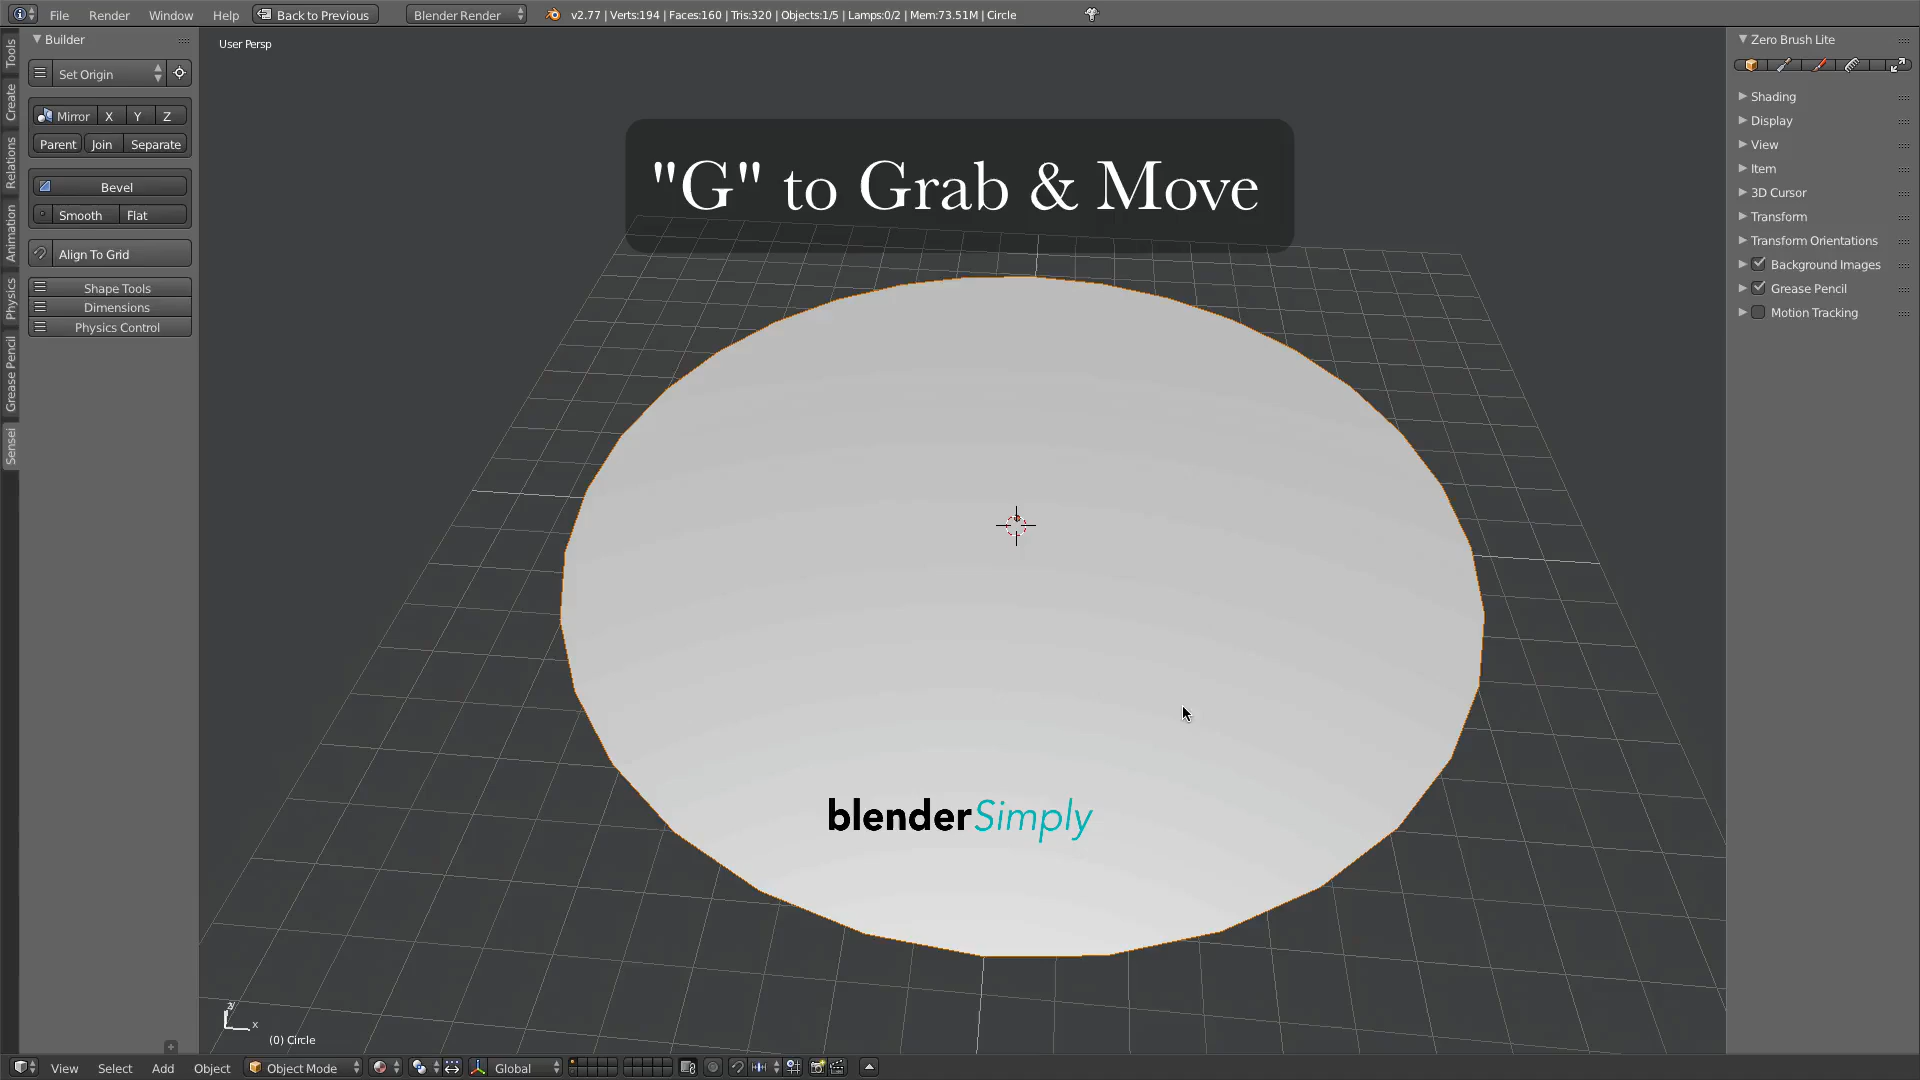 File Render Window Help Back to Previous Blender Render v2.77 | Verts:194 | Faces:160 | Tris:320 | Objects:1/5 | Lamps:0/2 | Mem:73.51M | Circle
Tools
Create
Relations
Animation
Physics
Grease Pencil
Sensei
Builder
Set Origin
Mirror X Y Z
Parent Join Separate
Bevel
Smooth Flat
Align To Grid
Shape Tools
Dimensions
Physics Control
User Persp
"G" to Grab & Move
blenderSimply
x
(0) Circle
Zero Brush Lite
Shading
Display
View
Item
3D Cursor
Transform
Transform Orientations
Background Images
Grease Pencil
Motion Tracking
View Select Add Object Object Mode Global